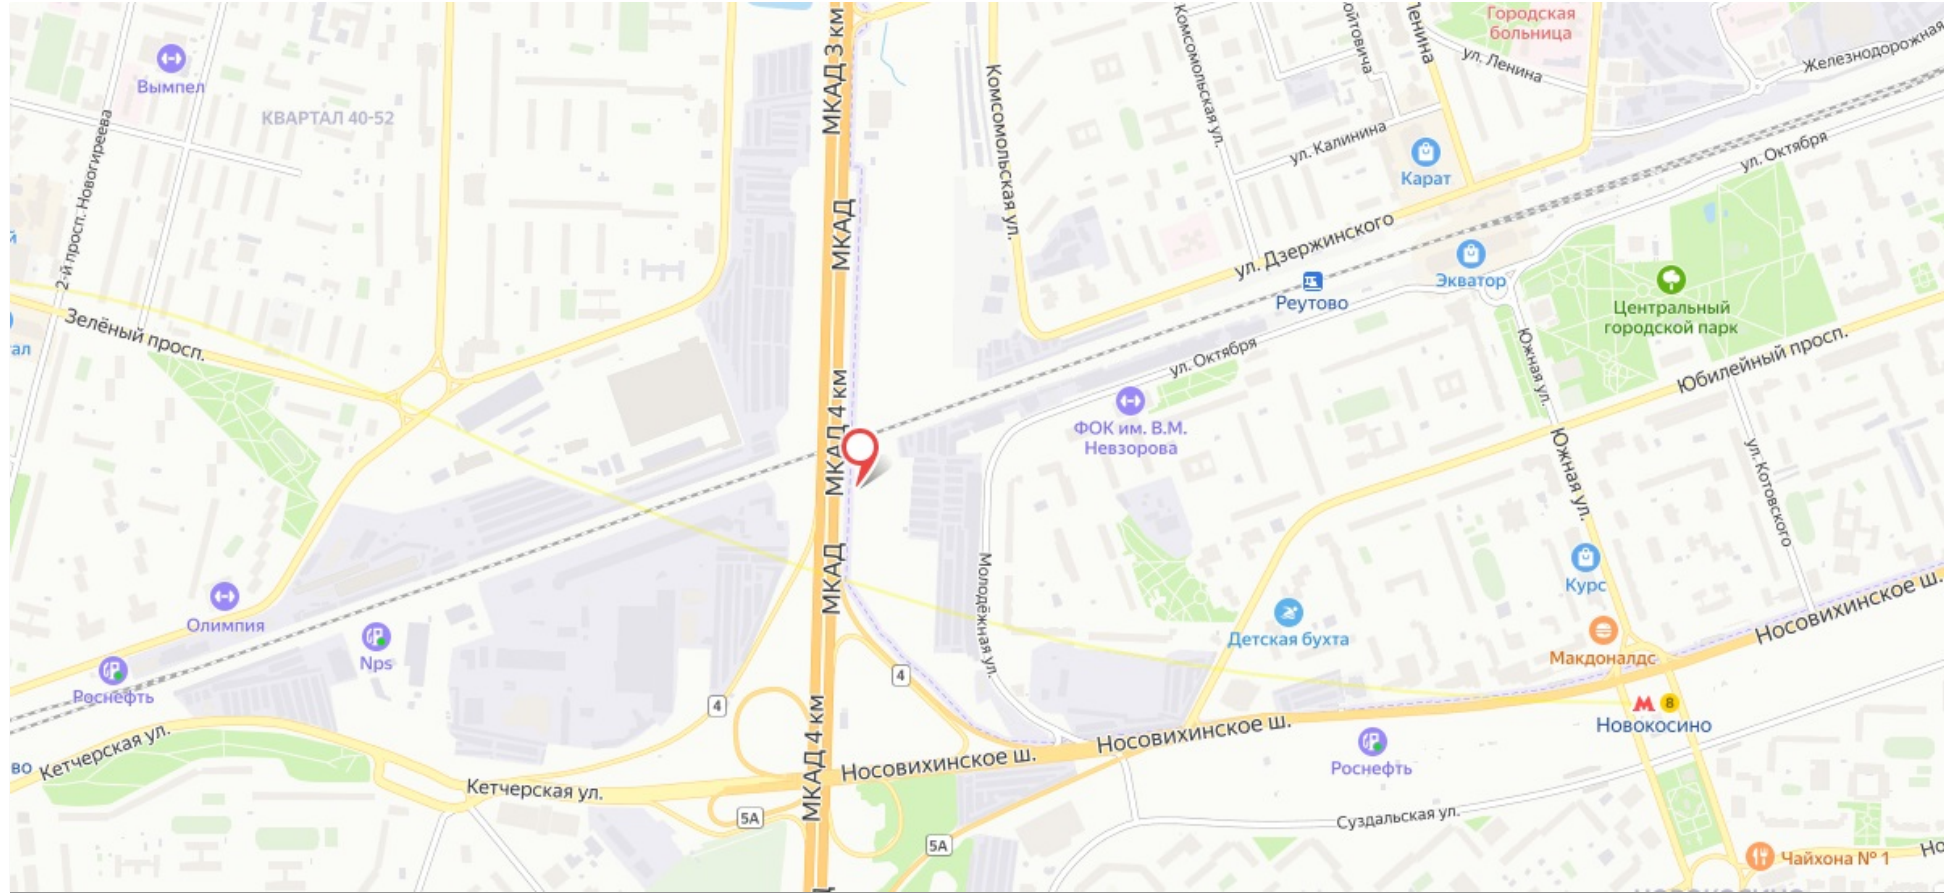 МКАД 3 км
Городская
больница
Комсомольская ул.
ул. Ленина
Железнодорожная
Вымпел
КВАРТАЛ 40-52
Комсомольская ул.
ул. Калинина
Карат
ул. Октября
2-й просп. Новогиреева
МКАД
ул. Дзержинского
Экватор
Реутово
Центральный
городской парк
Зелёный просп.
ул. Октября
Южная ул.
Юбилейный просп.
МКАД 4 км
МКАД 4 км
ФОК им. В.М.
Невзорова
Южная ул.
ул. Котовского
МКАД
Молодёжная ул.
Курс
Олимпия
Nps
Детская бухта
Макдоналдс
Носовихинское ш.
Роснефть
4
4
8
Новокосино
Кетчерская ул.
МКАД 4 км
Носовихинское ш.
Носовихинское ш.
Роснефть
Кетчерская ул.
5А
Суздальская ул.
5А
Чайхона № 1